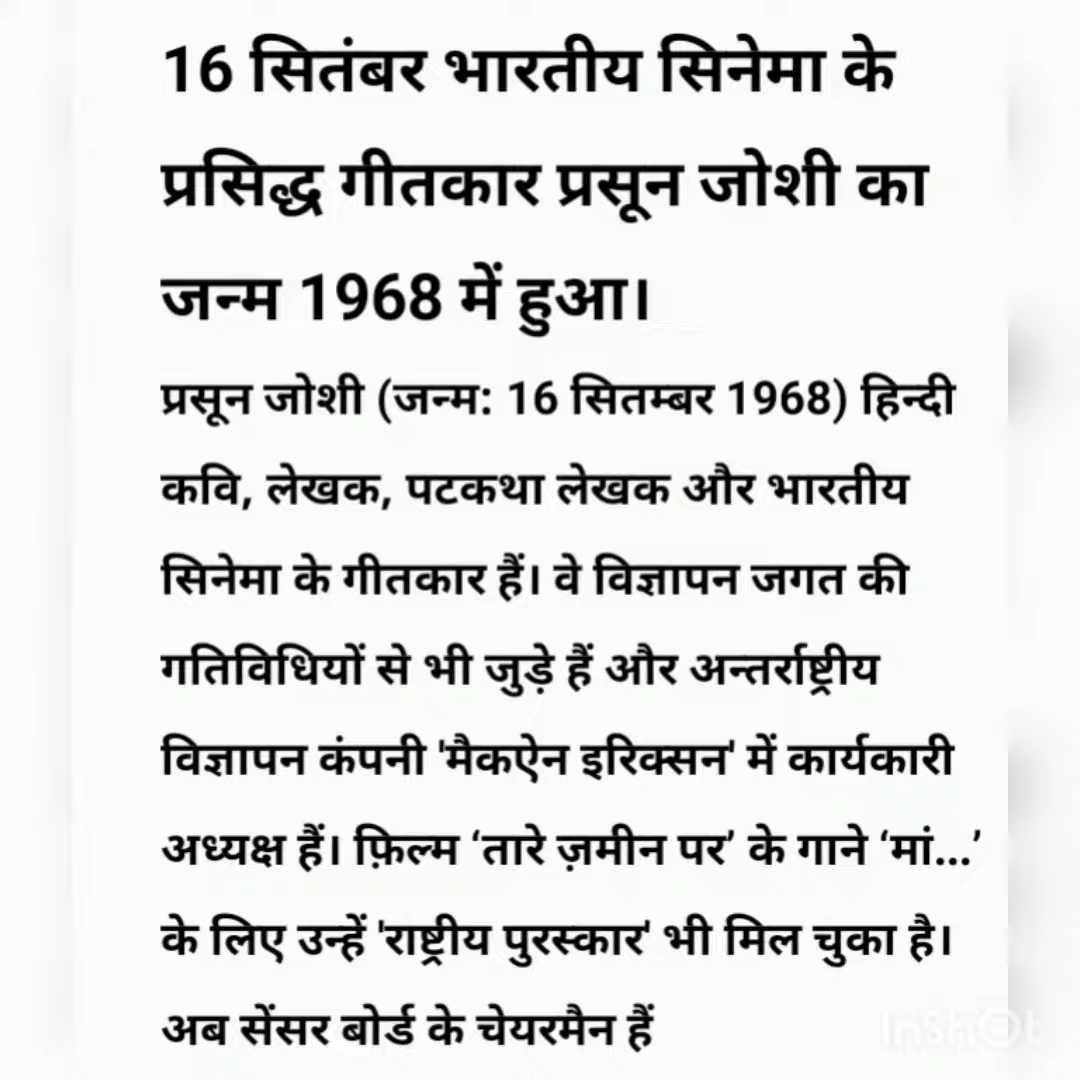 16 सितंबर भारतीय सिनेमा के
प्रसिद्ध गीतकार प्रसून जोशी का
जन्म 1968 में हुआ।
प्रसून जोशी (जन्म: 16 सितम्बर 1968) हिन्दी
कवि, लेखक, पटकथा लेखक और भारतीय
सिनेमा के गीतकार हैं। वे विज्ञापन जगत की
गतिविधियों से भी जुड़े हैं और अन्तर्राष्ट्रीय
विज्ञापन कंपनी 'मैकऐन इरिक्सन' में कार्यकारी
अध्यक्ष हैं। फ़िल्म ‘तारे ज़मीन पर’ के गाने ‘मां...’
के लिए उन्हें 'राष्ट्रीय पुरस्कार' भी मिल चुका है।
अब सेंसर बोर्ड के चेयरमैन हैं
InShOt